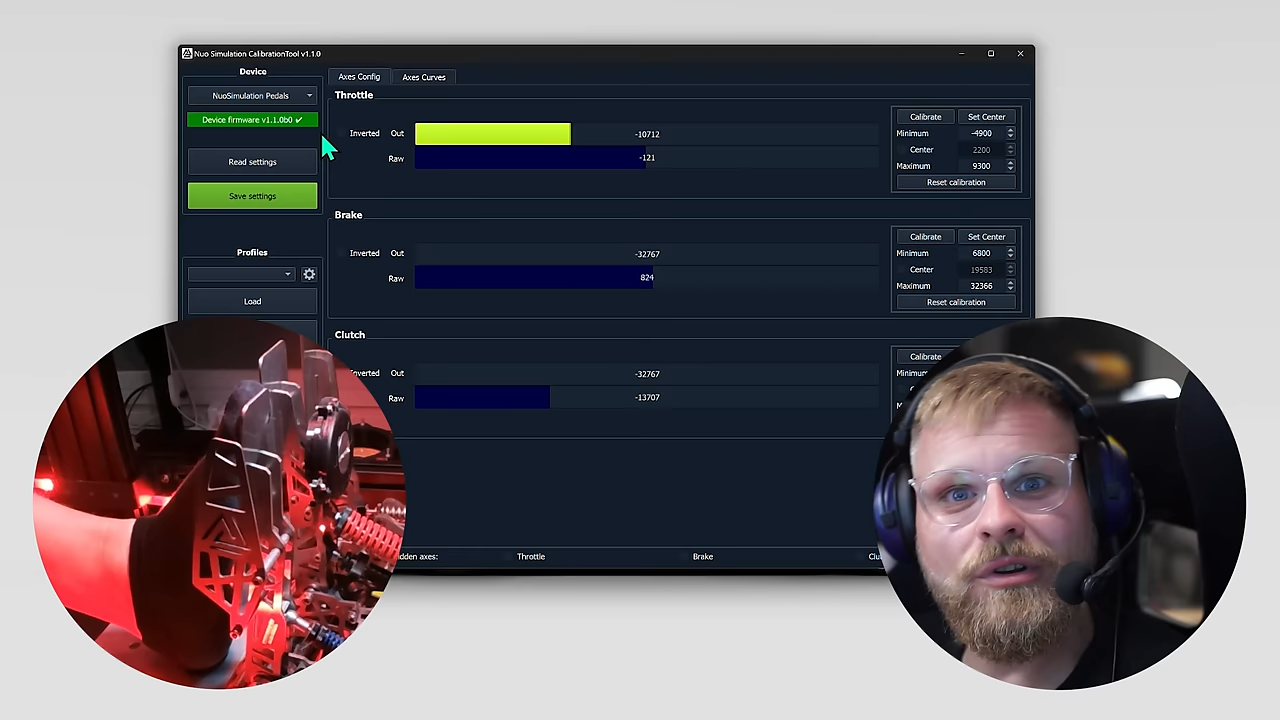 Nuo Simulation CalibrationTool v1.1.0
Device
NuoSimulation Pedals
Device firmware v1.1.0b0 ✔
Read settings
Save settings
Profiles
Load
Axes Config
Axes Curves
Throttle
Inverted Out -10712
Raw -121
Calibrate Set Center
Minimum -4900
Center 2200
Maximum 9300
Reset calibration
Brake
Inverted Out -32767
Raw 824
Calibrate Set Center
Minimum 6800
Center 19583
Maximum 32366
Reset calibration
Clutch
nverted Out -32767
Raw -13707
Calibrate
Minimum
dden axes: Throttle Brake Clu